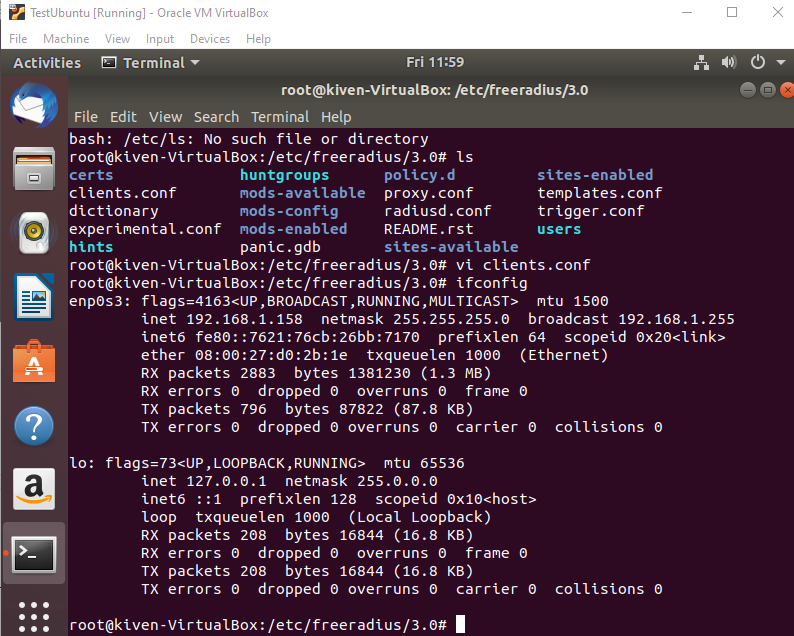 TestUbuntu [Running] - Oracle VM VirtualBox
File Machine View Input Devices Help
Activities Terminal Fri 11:59
root@kiven-VirtualBox: /etc/freeradius/3.0
File Edit View Search Terminal Help
bash: /etc/ls: No such file or directory
root@kiven-VirtualBox:/etc/freeradius/3.0# ls
certs huntgroups policy.d sites-enabled
clients.conf mods-available proxy.conf templates.conf
dictionary mods-config radiusd.conf trigger.conf
experimental.conf mods-enabled README.rst users
hints panic.gdb sites-available
root@kiven-VirtualBox:/etc/freeradius/3.0# vi clients.conf
root@kiven-VirtualBox:/etc/freeradius/3.0# ifconfig
enp0s3: flags=4163<UP,BROADCAST,RUNNING,MULTICAST> mtu 1500
inet 192.168.1.158 netmask 255.255.255.0 broadcast 192.168.1.255
inet6 fe80::7621:76cb:26bb:7170 prefixlen 64 scopeid 0x20<link>
ether 08:00:27:d0:2b:1e txqueuelen 1000 (Ethernet)
RX packets 2883 bytes 1381230 (1.3 MB)
RX errors 0 dropped 0 overruns 0 frame 0
TX packets 796 bytes 87822 (87.8 KB)
TX errors 0 dropped 0 overruns 0 carrier 0 collisions 0
lo: flags=73<UP,LOOPBACK,RUNNING> mtu 65536
inet 127.0.0.1 netmask 255.0.0.0
inet6 ::1 prefixlen 128 scopeid 0x10<host>
loop txqueuelen 1000 (Local Loopback)
RX packets 208 bytes 16844 (16.8 KB)
RX errors 0 dropped 0 overruns 0 frame 0
TX packets 208 bytes 16844 (16.8 KB)
TX errors 0 dropped 0 overruns 0 carrier 0 collisions 0
root@kiven-VirtualBox:/etc/freeradius/3.0#